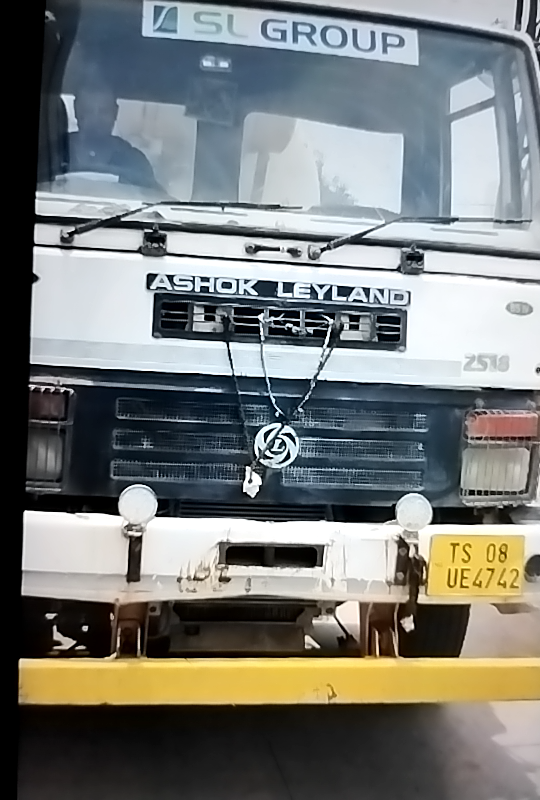 SL GROUP
ASHOK LEYLAND
2518
TS 08
UE4742